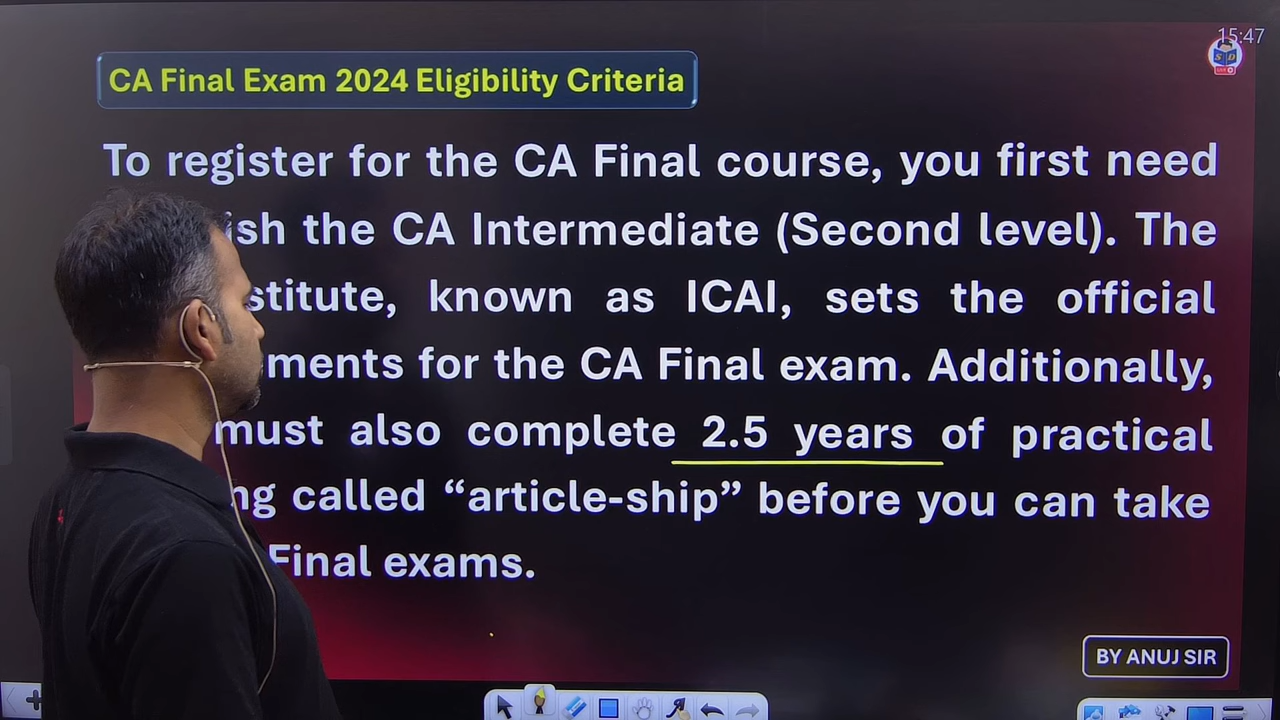 15:47
CA Final Exam 2024 Eligibility Criteria
To register for the CA Final course, you first need
ish the CA Intermediate (Second level). The
stitute, known as ICAI, sets the official
ments for the CA Final exam. Additionally,
must also complete 2.5 years of practical
ng called “article-ship” before you can take
Final exams.
BY ANUJ SIR